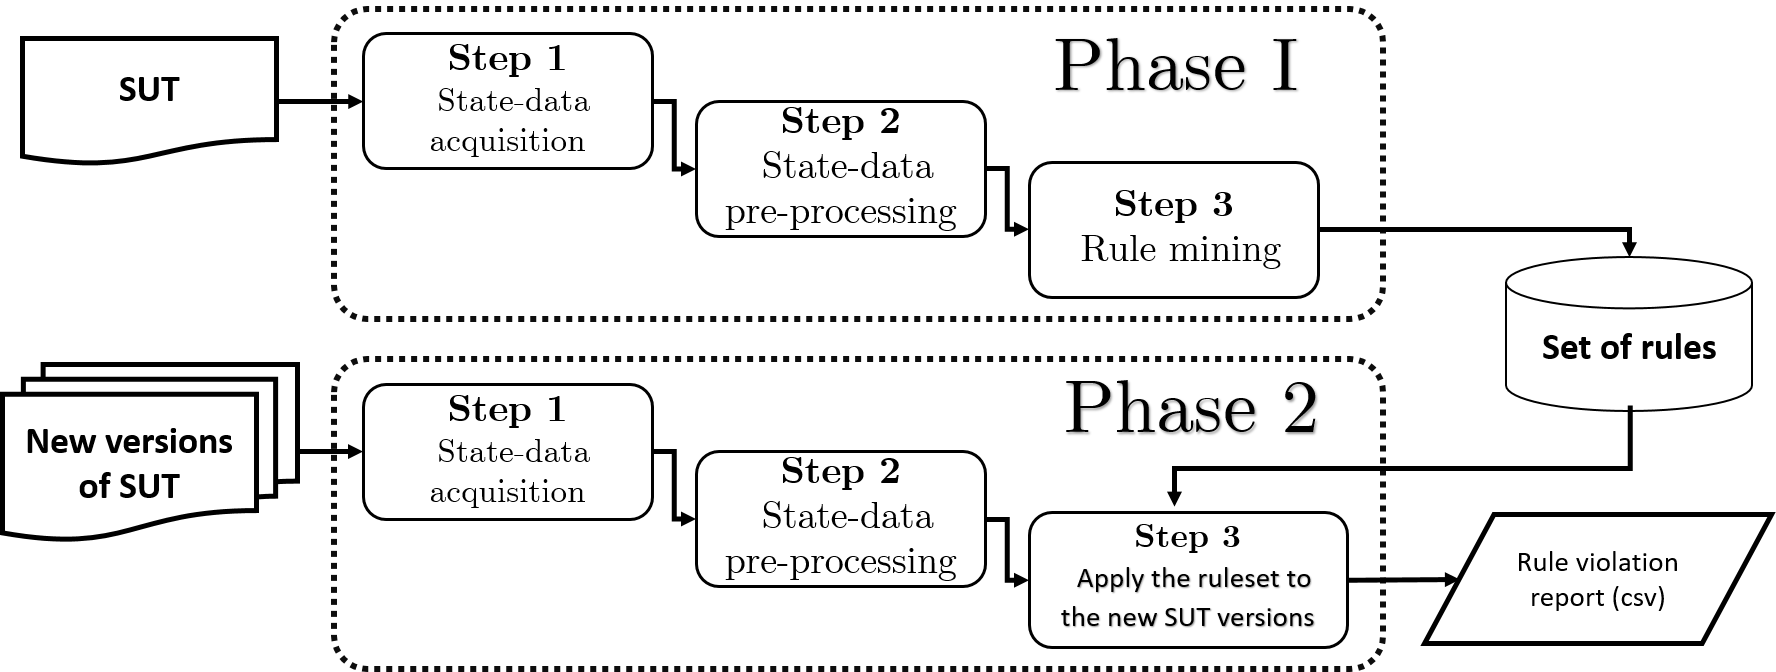 SUT
Step 1
State-data
acquisition
Step 2
State-data
pre-processing
Step 3
Rule mining
Phase I
Set of rules
New versions
of SUT
Step 1
State-data
acquisition
Step 2
State-data
pre-processing
Step 3
Apply the ruleset to
the new SUT versions
Phase 2
Rule violation
report (csv)